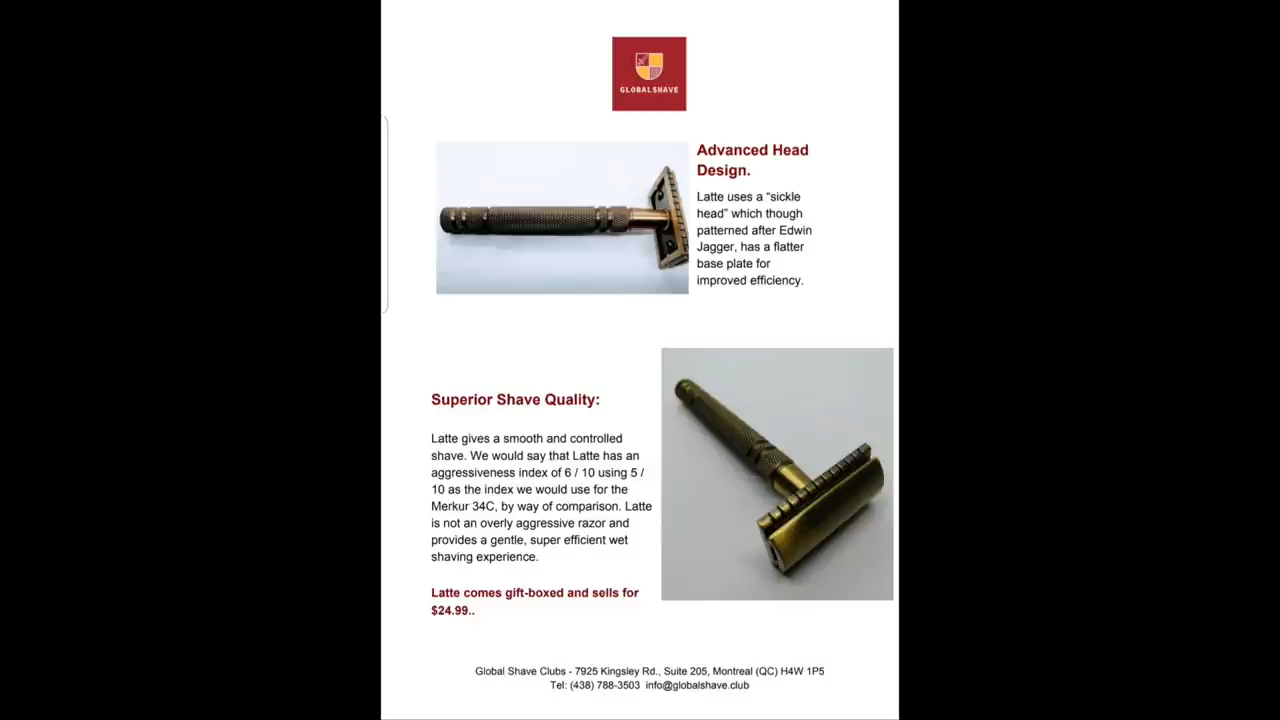 GLOBALSHAVE
Advanced Head
Design.
Latte uses a “sickle
head” which though
patterned after Edwin
Jagger, has a flatter
base plate for
improved efficiency.
Superior Shave Quality:
Latte gives a smooth and controlled
shave. We would say that Latte has an
aggressiveness index of 6 / 10 using 5 /
10 as the index we would use for the
Merkur 34C, by way of comparison. Latte
is not an overly aggressive razor and
provides a gentle, super efficient wet
shaving experience.
Latte comes gift-boxed and sells for
$24.99..
Global Shave Clubs - 7925 Kingsley Rd., Suite 205, Montreal (QC) H4W 1P5
Tel: (438) 788-3503 info@globalshave.club